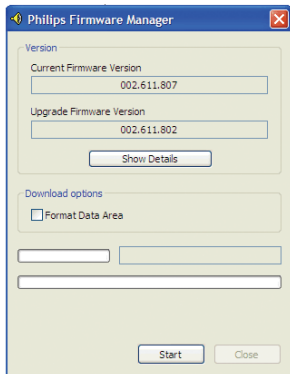 Philips Firmware Manager
Version
Current Firmware Version
002.611.807
Upgrade Firmware Version
002.611.802
Show Details
Download options
Format Data Area
Start
Close